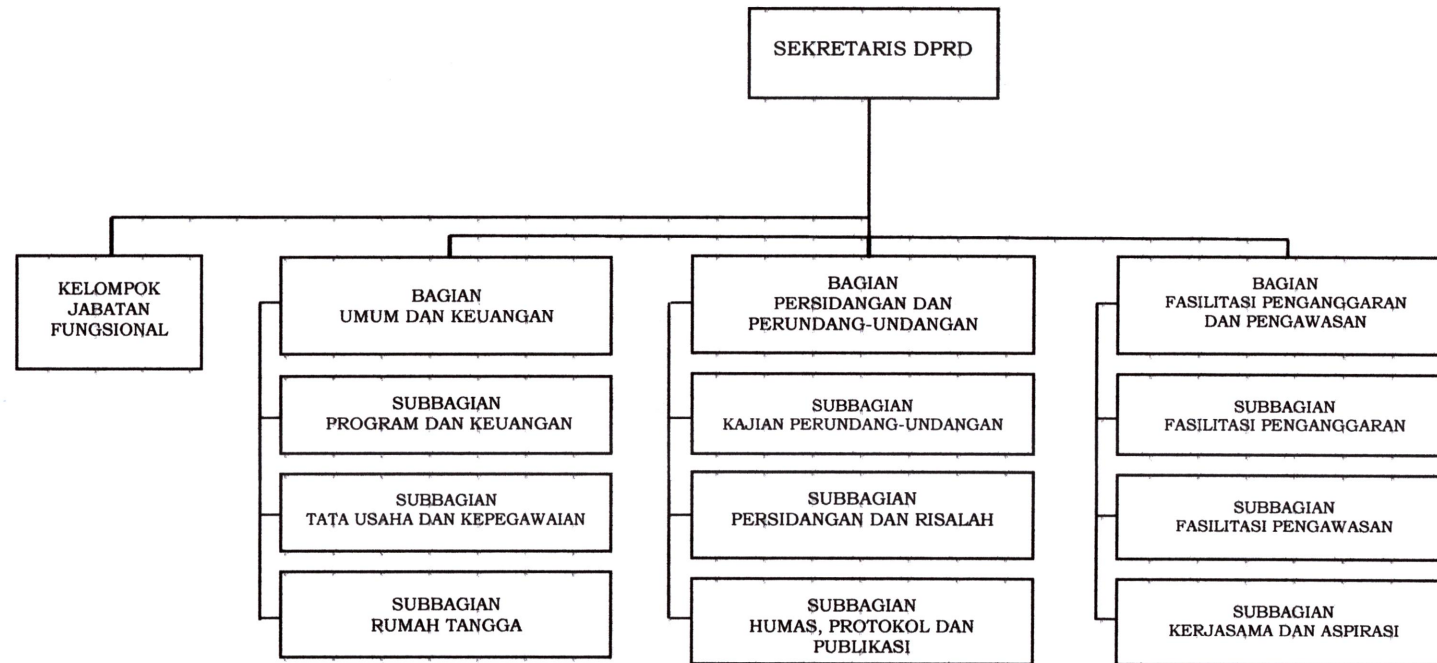 SEKRETARIS DPRD
KELOMPOK
JABATAN
FUNGSIONAL
BAGIAN
UMUM DAN KEUANGAN
SUBBAGIAN
PROGRAM DAN KEUANGAN
SUBBAGIAN
TATA USAHA DAN KEPEGAWAIAN
SUBBAGIAN
RUMAH TANGGA
BAGIAN
PERSIDANGAN DAN
PERUNDANG-UNDANGAN
SUBBAGIAN
KAJIAN PERUNDANG-UNDANGAN
SUBBAGIAN
PERSIDANGAN DAN RISALAH
SUBBAGIAN
HUMAS, PROTOKOL DAN
PUBLIKASI
BAGIAN
FASILITASI PENGANGGARAN
DAN PENGAWASAN
SUBBAGIAN
FASILITASI PENGANGGARAN
SUBBAGIAN
FASILITASI PENGAWASAN
SUBBAGIAN
KERJASAMA DAN ASPIRASI